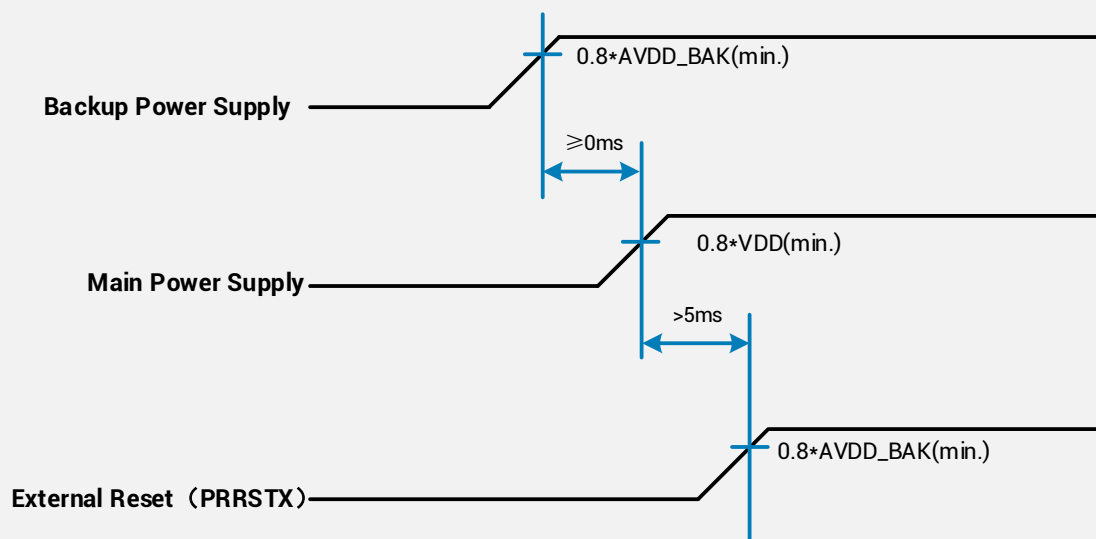 0.8*AVDD_BAK(min.)
Backup Power Supply
≥0ms
0.8*VDD(min.)
Main Power Supply
>5ms
0.8*AVDD_BAK(min.)
External Reset（PRRSTX）